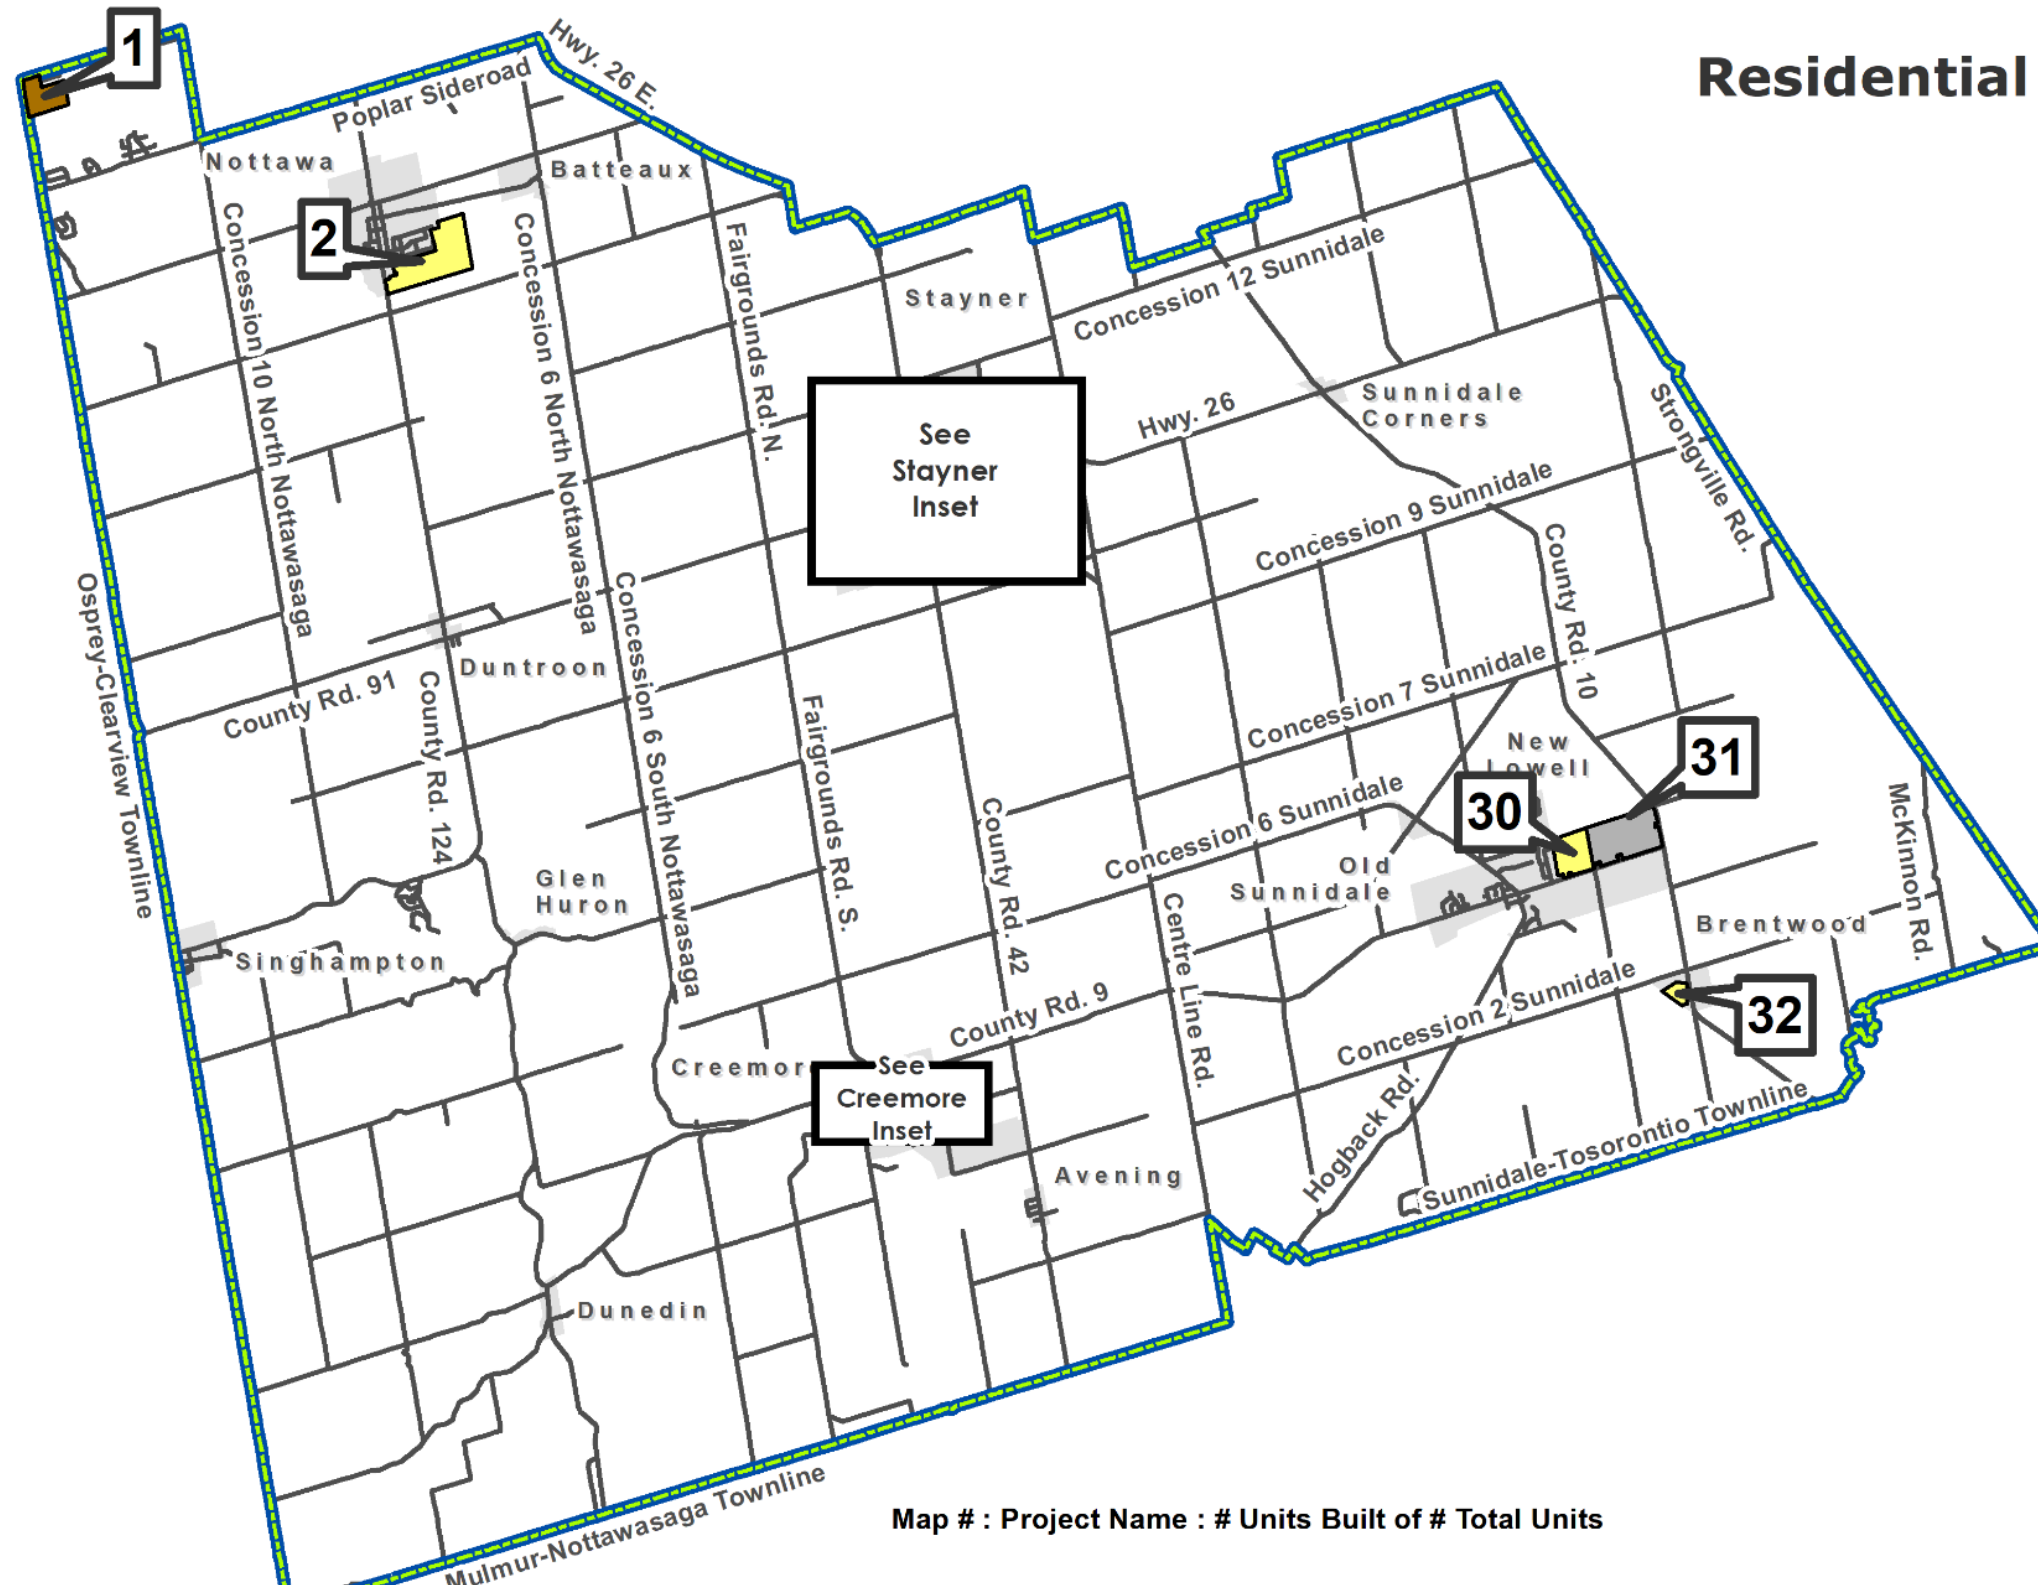 1
Hwy. 26 E.
Residential
Poplar Sideroad
Nottawa
Batteaux
2
Concession 10 North Nottawasaga
Concession 6 North Nottawasaga
Fairgrounds Rd. N.
Stayner
Concession 12 Sunnidale
Sunnidale
Corners
Hwy. 26
Strongville Rd.
See
Stayner
Inset
Concession 9 Sunnidale
County Rd. 10
Osprey-Clearview Townline
Duntroon
County Rd. 91
County Rd. 124
Concession 6 South Nottawasaga
Fairgrounds Rd. S.
Concession 7 Sunnidale
New
Lowell
31
30
Concession 6 Sunnidale
County Rd. 42
McKinnon Rd.
Old
Sunnidale
Glen
Huron
Centre Line Rd.
Brentwood
Singhampton
County Rd. 9
Concession 2 Sunnidale
32
Creemor
See
Creemore
Inset
Hogback Rd.
Sunnidale-Tosorontio Townline
Avening
Dunedin
Mulmur-Nottawasaga Townline
Map # : Project Name : # Units Built of # Total Units